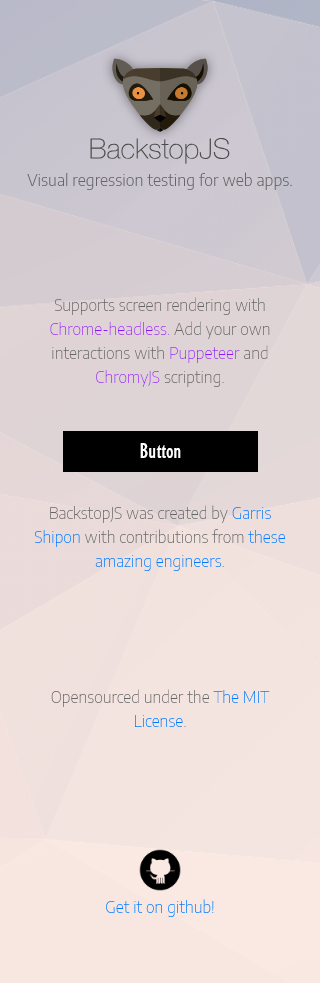 BackstopJS
Visual regression testing for web apps.
Supports screen rendering with
Chrome-headless. Add your own
interactions with Puppeteer and
ChromyJS scripting.
Button
BackstopJS was created by Garris
Shipon with contributions from these
amazing engineers.
Opensourced under the The MIT
License.
Get it on github!